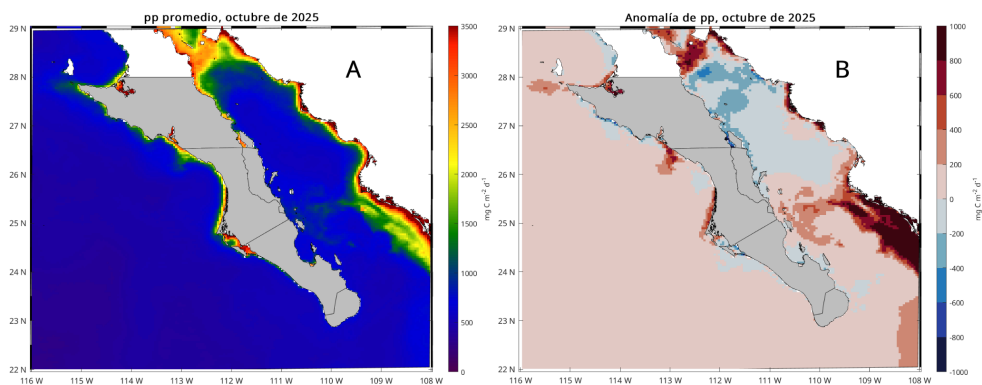 pp promedio, octubre de 2025
A
29 N
28 N
27 N
26 N
25 N
24 N
23 N
22 N
116 W
115 W
114 W
113 W
112 W
111 W
110 W
109 W
108 W
3500
3000
2500
2000
1500
1000
500
0
mg C m⁻² d⁻¹
Anomalía de pp, octubre de 2025
B
29 N
28 N
27 N
26 N
25 N
24 N
23 N
22 N
116 W
115 W
114 W
113 W
112 W
111 W
110 W
109 W
108 W
1000
800
600
400
200
0
-200
-400
-600
-800
-1000
mg C m⁻² d⁻¹